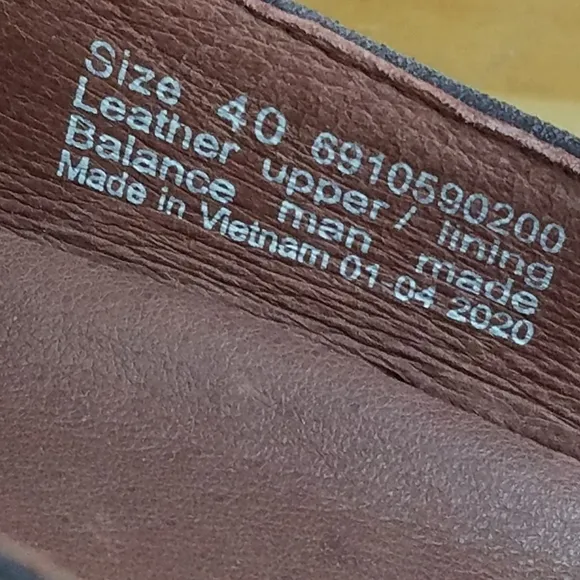 Size 40 6910590200
Leather upper/ lining
Balance man made
Made in Vietnam 01-04 2020